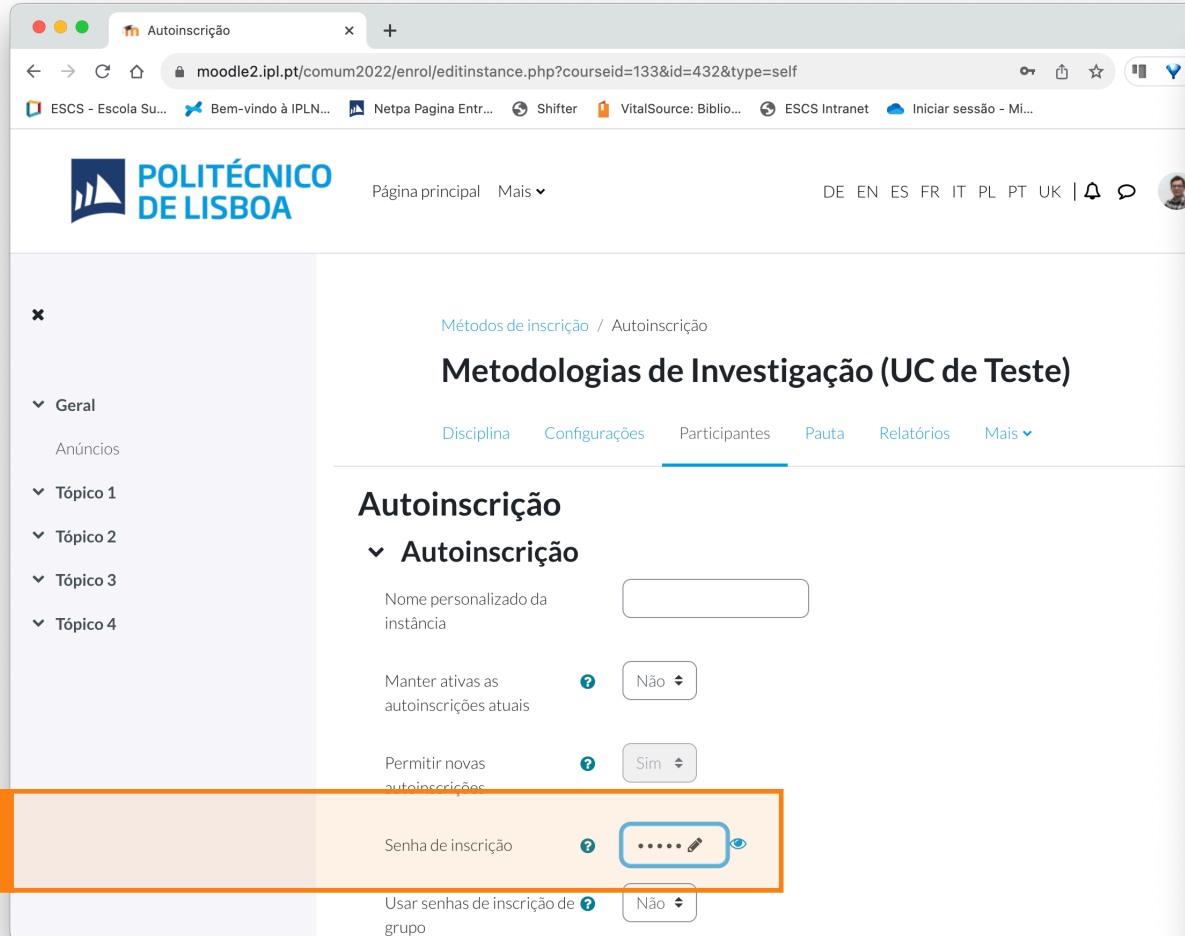 Autoinscrição
moodle2.ipl.pt/comum2022/enrol/editinstance.php?courseid=133&id=432&type=self
ESCS - Escola Su... Bem-vindo à IPLN... Netpa Pagina Entr... Shifter VitalSource: Biblio... ESCS Intranet Iniciar sessão - Mi...
POLITÉCNICO
DE LISBOA
Página principal Mais
DE EN ES FR IT PL PT UK
Métodos de inscrição / Autoinscrição
Metodologias de Investigação (UC de Teste)
Disciplina Configurações Participantes Pauta Relatórios Mais
Geral
Anúncios
Tópico 1
Tópico 2
Tópico 3
Tópico 4
Autoinscrição
Autoinscrição
Nome personalizado da
instância
Manter ativas as
autoinscrições atuais
Não
Permitir novas
autoinscrições
Sim
Senha de inscrição
•••••
Usar senhas de inscrição de
grupo
Não